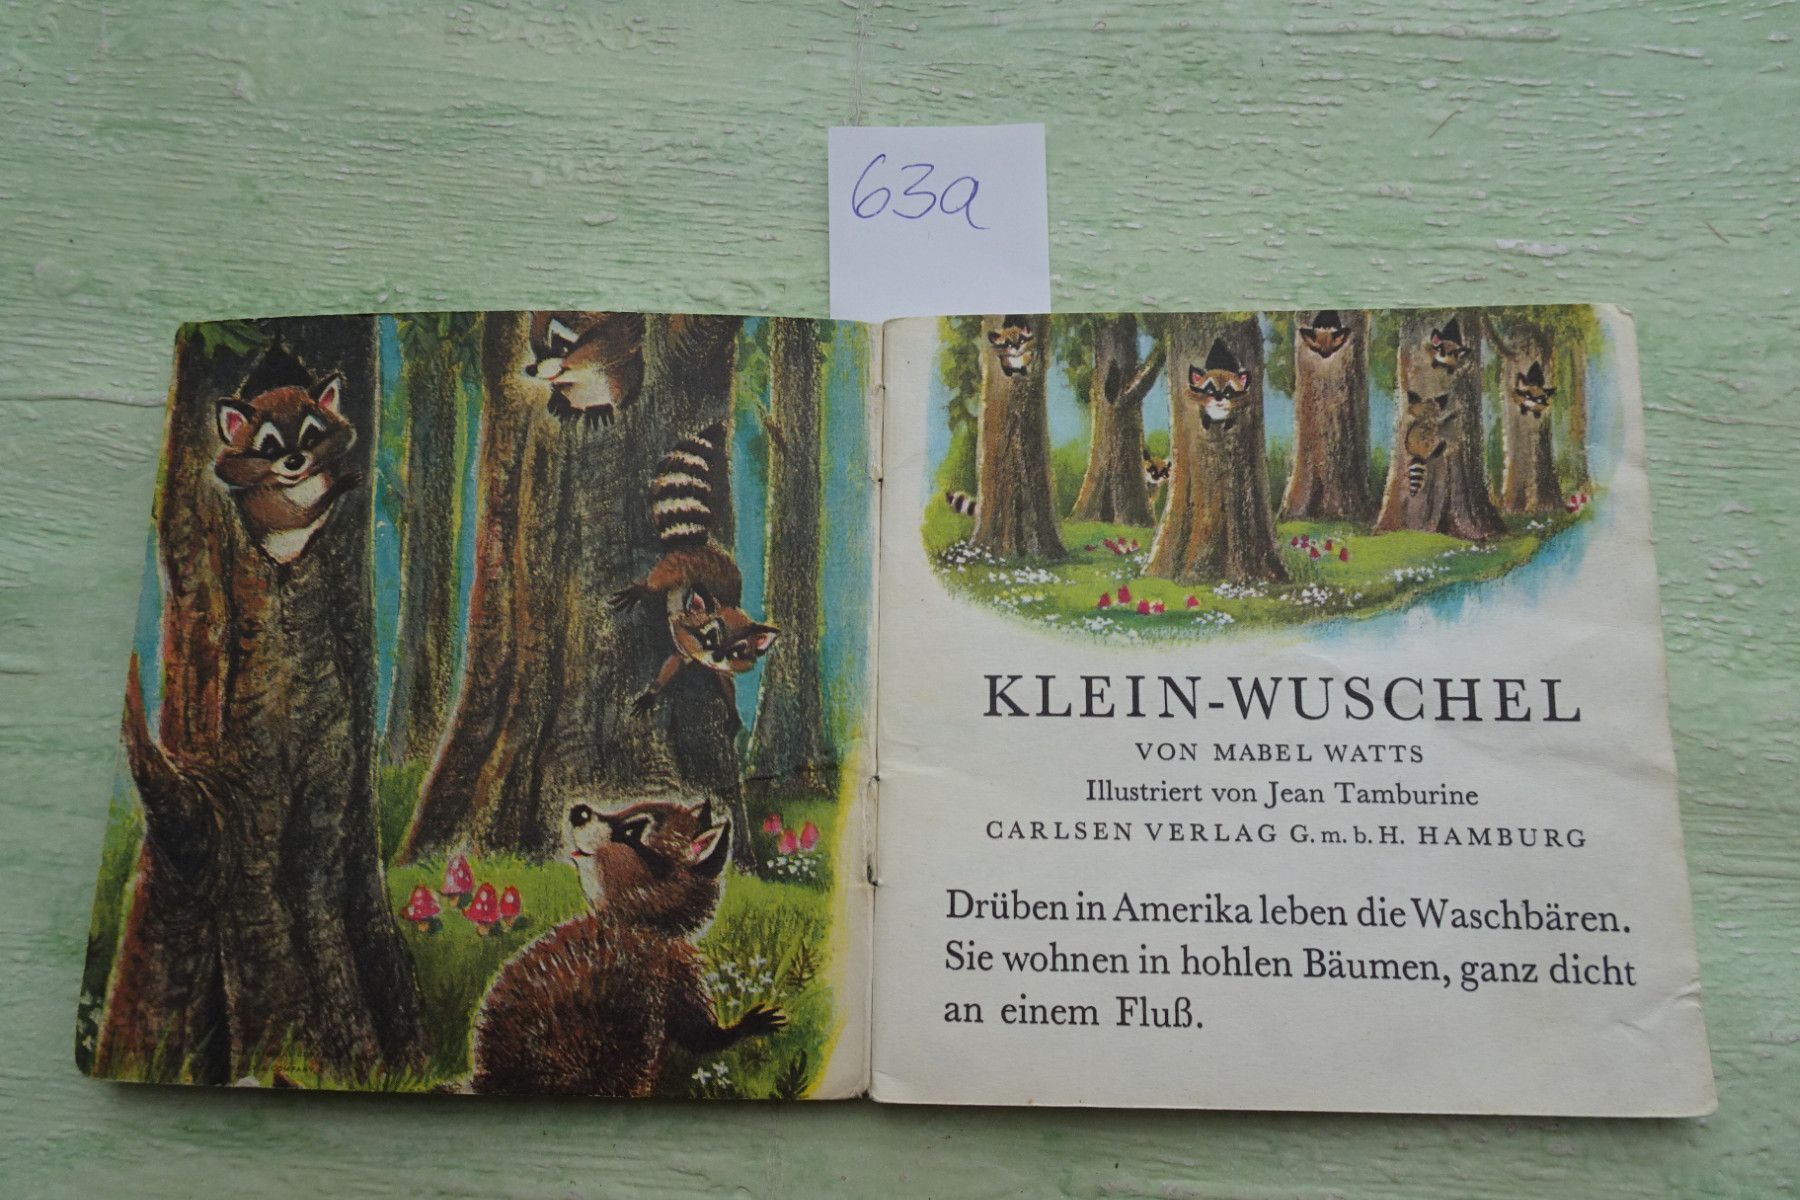 63a
KLEIN-WUSCHEL
VON MABEL WATTS
Illustriert von Jean Tamburine
CARLSEN VERLAG G.m.b.H. HAMBURG
Drüben in Amerika leben die Waschbären.
Sie wohnen in hohlen Bäumen, ganz dicht
an einem Fluß.